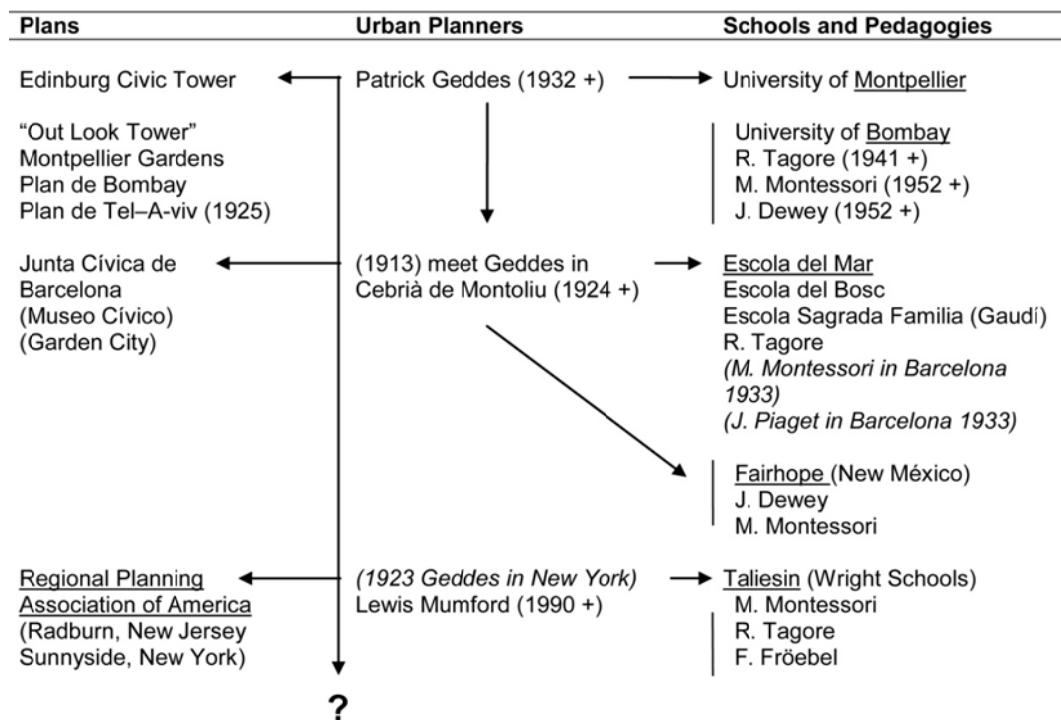 Plans
Urban Planners
Schools and Pedagogies
Edinburg Civic Tower
Patrick Geddes (1932 +)
University of Montpellier
“Out Look Tower”
Montpellier Gardens
Plan de Bombay
Plan de Tel–A-viv (1925)
University of Bombay
R. Tagore (1941 +)
M. Montessori (1952 +)
J. Dewey (1952 +)
Junta Cívica de
Barcelona
(Museo Cívico)
(Garden City)
(1913) meet Geddes in
Cebrià de Montoliu (1924 +)
Escola del Mar
Escola del Bosc
Escola Sagrada Familia (Gaudí)
R. Tagore
(M. Montessori in Barcelona
1933)
(J. Piaget in Barcelona 1933)
Fairhope (New México)
J. Dewey
M. Montessori
Regional Planning
Association of America
(Radburn, New Jersey
Sunnyside, New York)
(1923 Geddes in New York)
Lewis Mumford (1990 +)
Taliesin (Wright Schools)
M. Montessori
R. Tagore
F. Fröebel
?